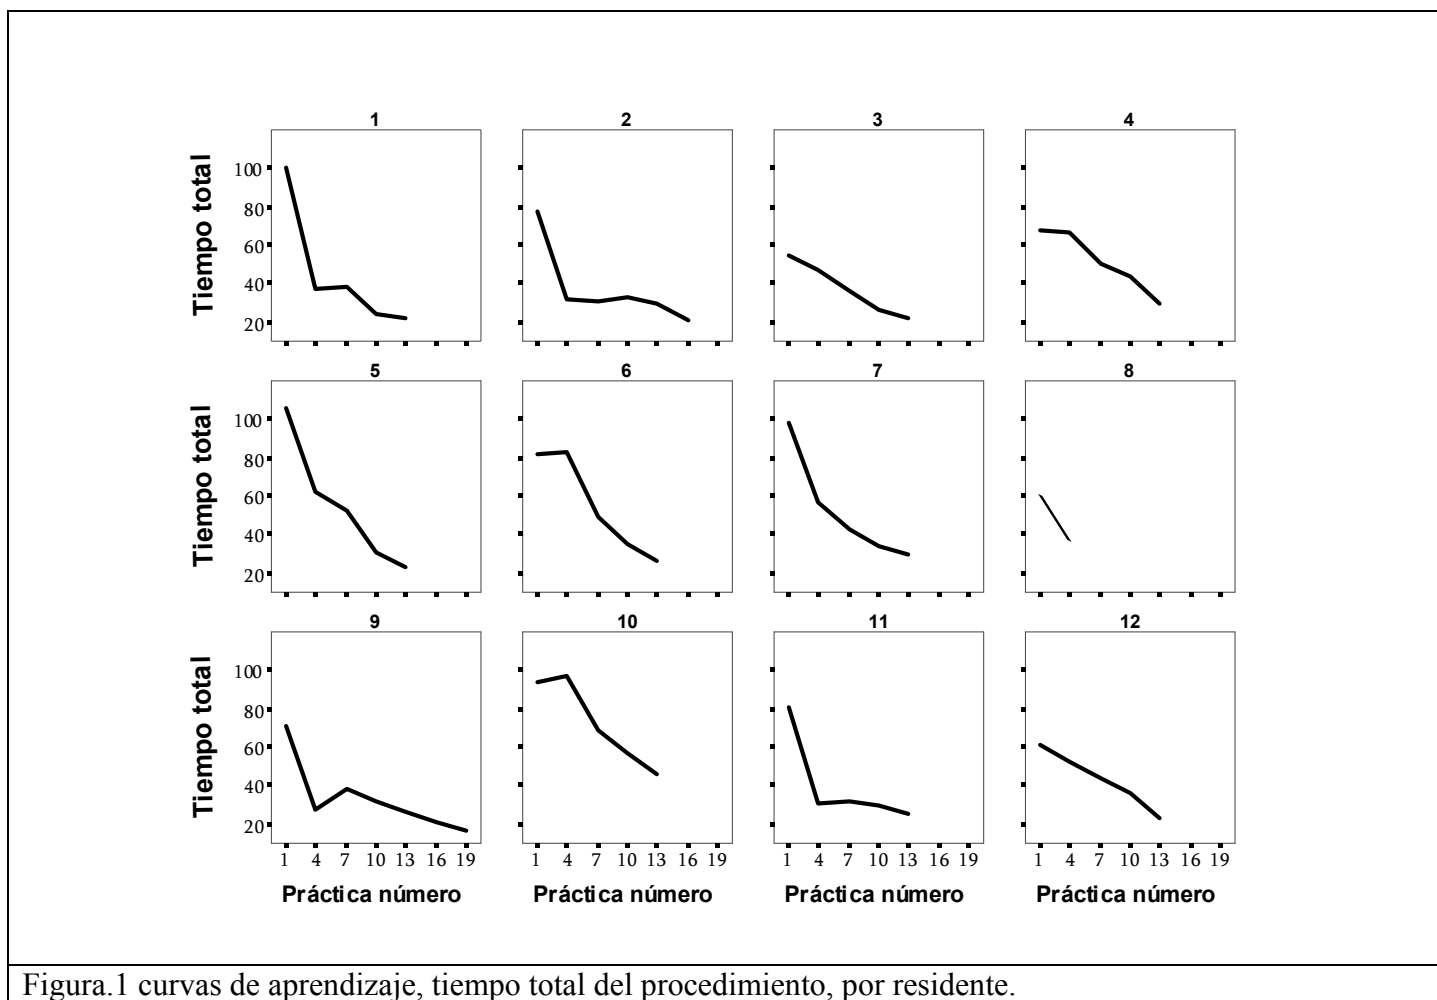 1 2 3 4
Tiempo total
100
80
60
40
20
5 6 7 8
Tiempo total
100
80
60
40
20
9 10 11 12
Tiempo total
100
80
60
40
20
1 4 7 10 13 16 19 1 4 7 10 13 16 19 1 4 7 10 13 16 19 1 4 7 10 13 16 19
Práctica número Práctica número Práctica número Práctica número
Figura.1 curvas de aprendizaje, tiempo total del procedimiento, por residente.